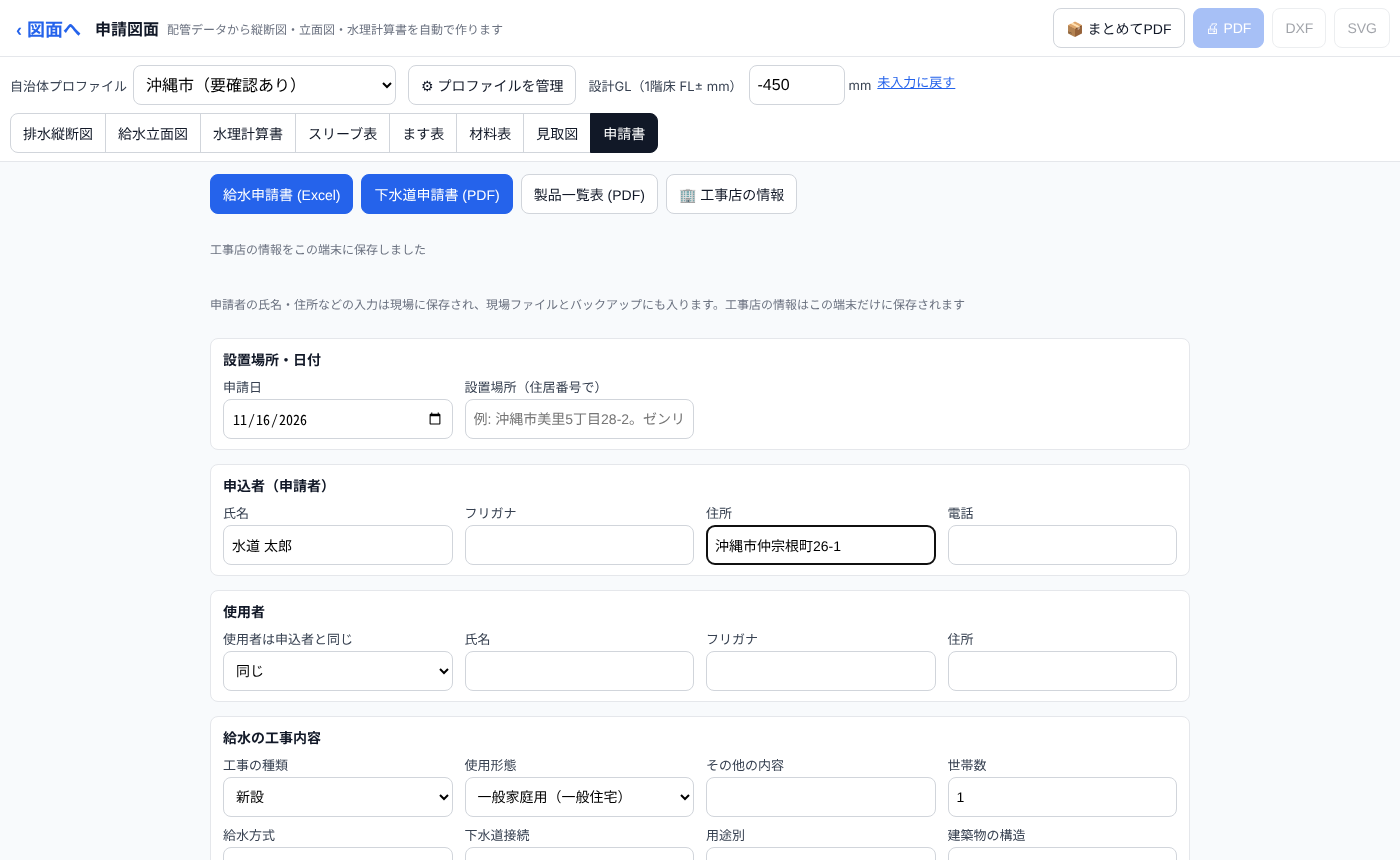 ‹ 図面へ 申請図面 配管データから縦断図・立面図・水理計算書を自動で作ります 📦 まとめてPDF 🖨 PDF DXF SVG
自治体プロファイル 沖縄市（要確認あり） ⚙ プロファイルを管理 設計GL（1階床 FL± mm） -450 mm 未入力に戻す
排水縦断図 給水立面図 水理計算書 スリーブ表 ます表 材料表 見取図 申請書
給水申請書 (Excel) 下水道申請書 (PDF) 製品一覧表 (PDF) 🏢 工事店の情報
工事店の情報をこの端末に保存しました
申請者の氏名・住所などの入力は現場に保存され、現場ファイルとバックアップにも入ります。工事店の情報はこの端末だけに保存されます
設置場所・日付
申請日 設置場所（住居番号で）
11/16/2026 例: 沖縄市美里5丁目28-2。ゼンリ
申込者（申請者）
氏名 フリガナ 住所 電話
水道 太郎 沖縄市仲宗根町26-1
使用者
使用者は申込者と同じ 氏名 フリガナ 住所
同じ
給水の工事内容
工事の種類 使用形態 その他の内容 世帯数
新設 一般家庭用（一般住宅） 1
給水方式 下水道接続 用途別 建築物の構造